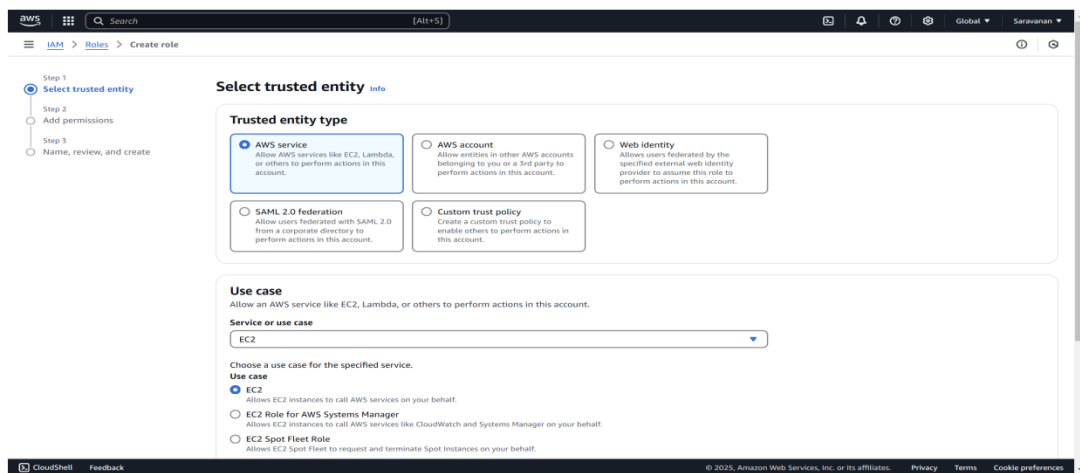 aws
Search
[Alt+S]
Global
Saravanan
IAM > Roles > Create role
Step 1
Select trusted entity
Step 2
Add permissions
Step 3
Name, review, and create
Select trusted entity Info
Trusted entity type
AWS service
Allow AWS services like EC2, Lambda,
or others to perform actions in this
account.
AWS account
Allow entities in other AWS accounts
belonging to you or a 3rd party to
perform actions in this account.
Web identity
Allows users federated by the
specified external web identity
provider to assume this role to
perform actions in this account.
SAML 2.0 federation
Allow users federated with SAML 2.0
from a corporate directory to
perform actions in this account.
Custom trust policy
Create a custom trust policy to
enable others to perform actions in
this account.
Use case
Allow an AWS service like EC2, Lambda, or others to perform actions in this account.
Service or use case
EC2
Choose a use case for the specified service.
Use case
EC2
Allows EC2 instances to call AWS services on your behalf.
EC2 Role for AWS Systems Manager
Allows EC2 instances to call AWS services like CloudWatch and Systems Manager on your behalf.
EC2 Spot Fleet Role
Allows EC2 Spot Fleet to request and terminate Spot Instances on your behalf.
CloudShell Feedback
© 2025, Amazon Web Services, Inc. or its affiliates. Privacy Terms Cookie preferences